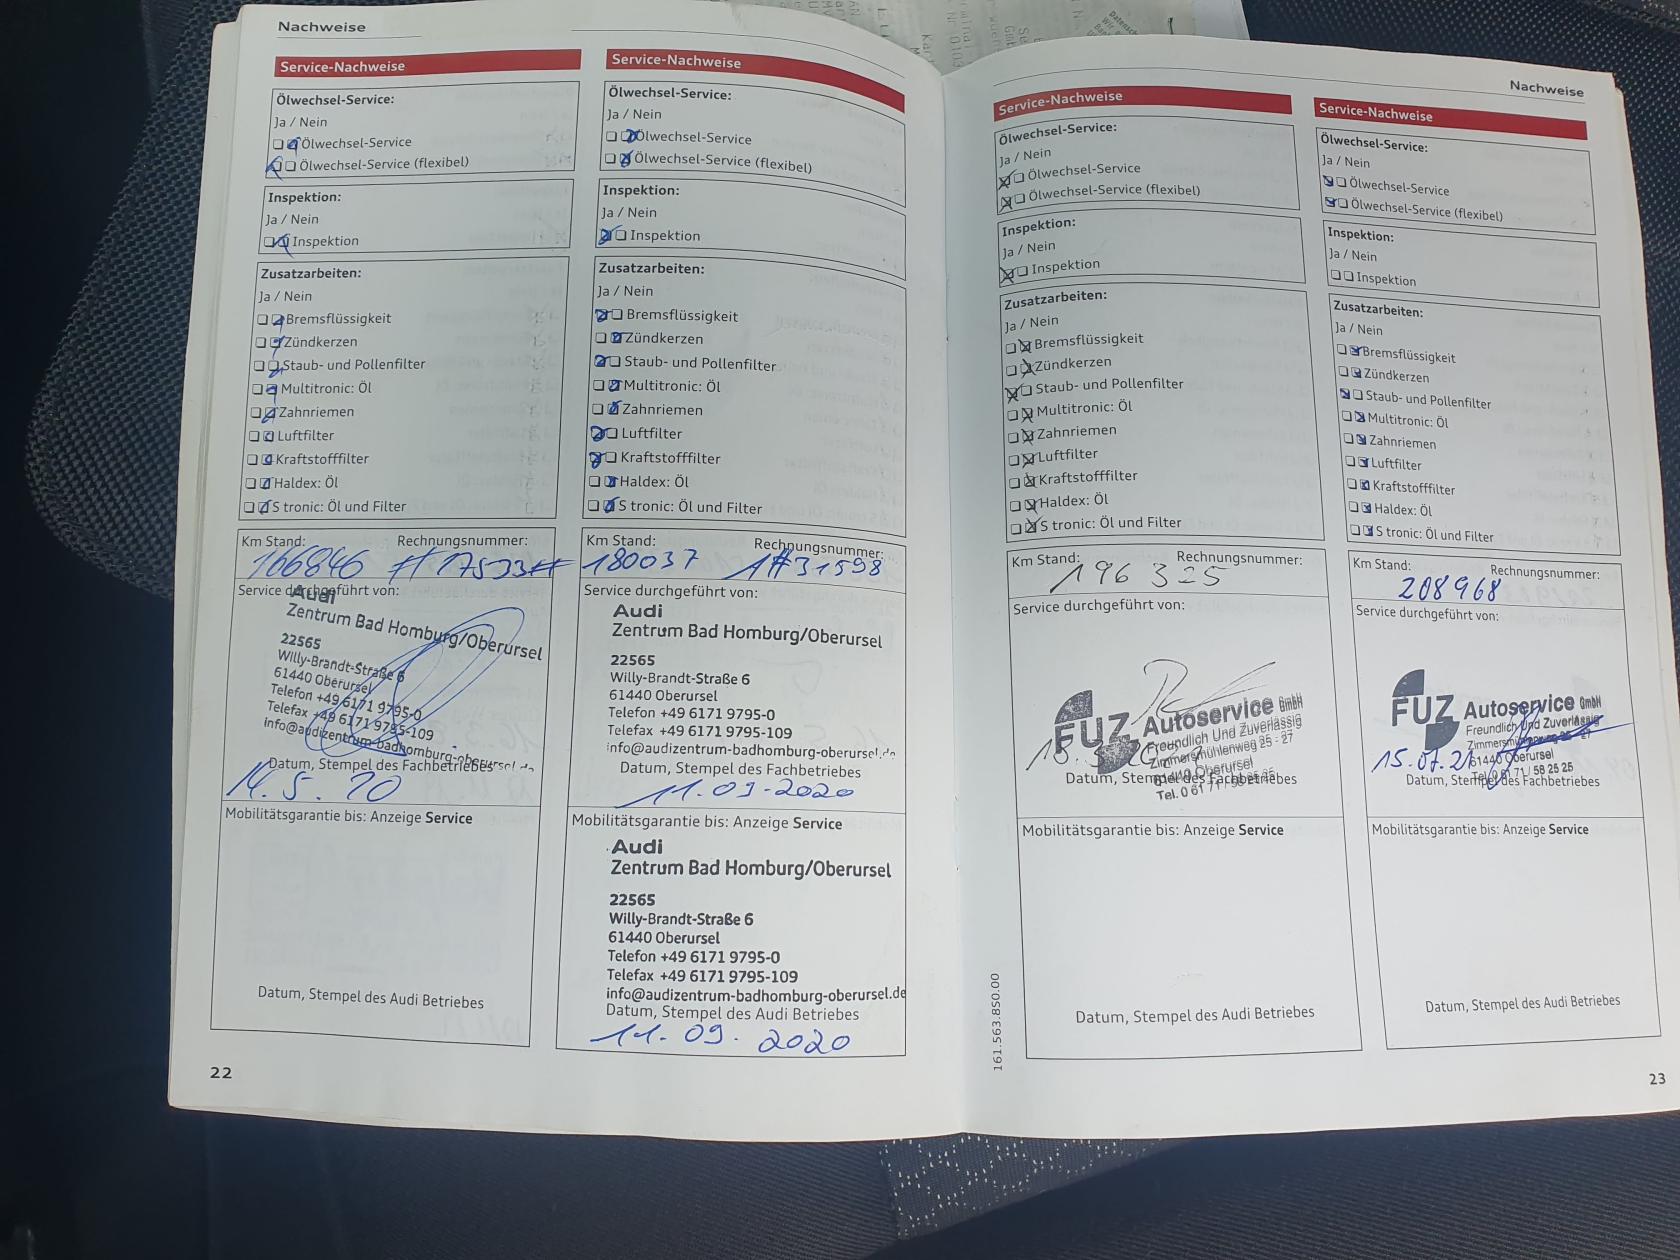 Nachweise
Service-Nachweise
Ölwechsel-Service:
Ja / Nein
Ölwechsel-Service
Ölwechsel-Service (flexibel)
Inspektion:
Ja / Nein
Inspektion
Zusatzarbeiten:
Ja / Nein
Bremsflüssigkeit
Zündkerzen
Staub- und Pollenfilter
Multitronic: Öl
Zahnriemen
Luftfilter
Kraftstofffilter
Haldex: Öl
S tronic: Öl und Filter
Km Stand: Rechnungsnummer:
166846 #17533#
Service durchgeführt von:
Audi
Zentrum Bad Homburg/Oberursel
22565
Willy-Brandt-Straße 6
61440 Oberursel
Telefon +49 6171 9795-0
Telefax +49 6171 9795-109
info@audizentrum-badhomburg-oberursel.de
Datum, Stempel des Fachbetriebes
14.5.20
Mobilitätsgarantie bis: Anzeige Service
Datum, Stempel des Audi Betriebes
22
Service-Nachweise
Ölwechsel-Service:
Ja / Nein
Ölwechsel-Service
Ölwechsel-Service (flexibel)
Inspektion:
Ja / Nein
Inspektion
Zusatzarbeiten:
Ja / Nein
Bremsflüssigkeit
Zündkerzen
Staub- und Pollenfilter
Multitronic: Öl
Zahnriemen
Luftfilter
Kraftstofffilter
Haldex: Öl
S tronic: Öl und Filter
Km Stand: Rechnungsnummer:
180037 1#31598
Service durchgeführt von:
Audi
Zentrum Bad Homburg/Oberursel
22565
Willy-Brandt-Straße 6
61440 Oberursel
Telefon +49 6171 9795-0
Telefax +49 6171 9795-109
info@audizentrum-badhomburg-oberursel.de
Datum, Stempel des Fachbetriebes
11.09.2020
Mobilitätsgarantie bis: Anzeige Service
Audi
Zentrum Bad Homburg/Oberursel
22565
Willy-Brandt-Straße 6
61440 Oberursel
Telefon +49 6171 9795-0
Telefax +49 6171 9795-109
info@audizentrum-badhomburg-oberursel.de
Datum, Stempel des Audi Betriebes
11.09.2020
Nachweise
Service-Nachweise
Ölwechsel-Service:
Ja / Nein
Ölwechsel-Service
Ölwechsel-Service (flexibel)
Inspektion:
Ja / Nein
Inspektion
Zusatzarbeiten:
Ja / Nein
Bremsflüssigkeit
Zündkerzen
Staub- und Pollenfilter
Multitronic: Öl
Zahnriemen
Luftfilter
Kraftstofffilter
Haldex: Öl
S tronic: Öl und Filter
Km Stand: Rechnungsnummer:
196 325
Service durchgeführt von:
FUZ Autoservice GmbH
Freundlich Und Zuverlässig
Zimmersmühlenweg 25 - 27
61440 Oberursel
Datum, Stempel des Fachbetriebes
Mobilitätsgarantie bis: Anzeige Service
Datum, Stempel des Audi Betriebes
161.563.850.00
Service-Nachweise
Ölwechsel-Service:
Ja / Nein
Ölwechsel-Service
Ölwechsel-Service (flexibel)
Inspektion:
Ja / Nein
Inspektion
Zusatzarbeiten:
Ja / Nein
Bremsflüssigkeit
Zündkerzen
Staub- und Pollenfilter
Multitronic: Öl
Zahnriemen
Luftfilter
Kraftstofffilter
Haldex: Öl
S tronic: Öl und Filter
Km Stand: Rechnungsnummer:
208968
Service durchgeführt von:
FUZ Autoservice GmbH
Freundlich Und Zuverlässig
Zimmersmühlenweg 25 - 27
15.07.21 61440 Oberursel
Tel. 0 61 71 / 58 25 25
Datum, Stempel des Fachbetriebes
Mobilitätsgarantie bis: Anzeige Service
Datum, Stempel des Audi Betriebes
23